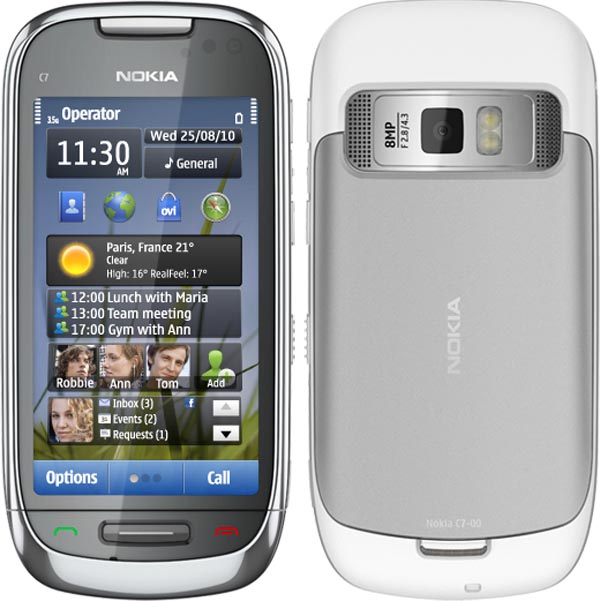 C7
NOKIA
3.5G Operator
11:30 AM
Wed 25/08/10
General
ovi
Paris, France 21°
Clear
High: 16° RealFeel: 17°
12:00 Lunch with Maria
13:00 Team meeting
17:00 Gym with Ann
Robbie Ann Tom Add
Inbox (3) f
Events (2)
Requests (1)
Options Call
8MP
F 2.8/4.3
NOKIA
Nokia C7-00